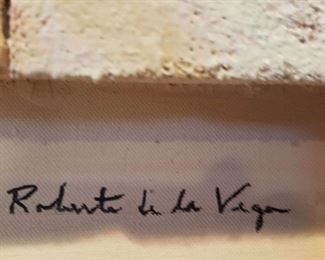 Roberto de la Vega